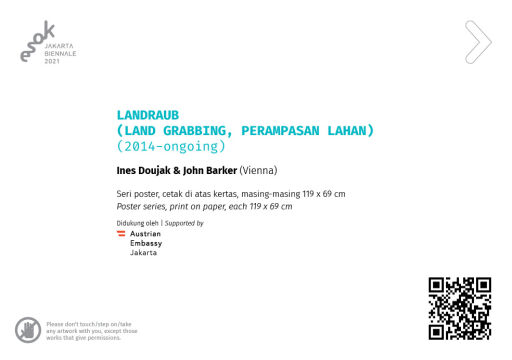 esok
JAKARTA
BIENNALE
2021
LANDRAUB
(LAND GRABBING, PERAMPASAN LAHAN)
(2014-ongoing)
Ines Doujak & John Barker (Vienna)
Seri poster, cetak di atas kertas, masing-masing 119 x 69 cm
Poster series, print on paper, each 119 x 69 cm
Didukung oleh | Supported by
Austrian
Embassy
Jakarta
Please don't touch/step on/take
any artwork with you, except those
works that give permissions.